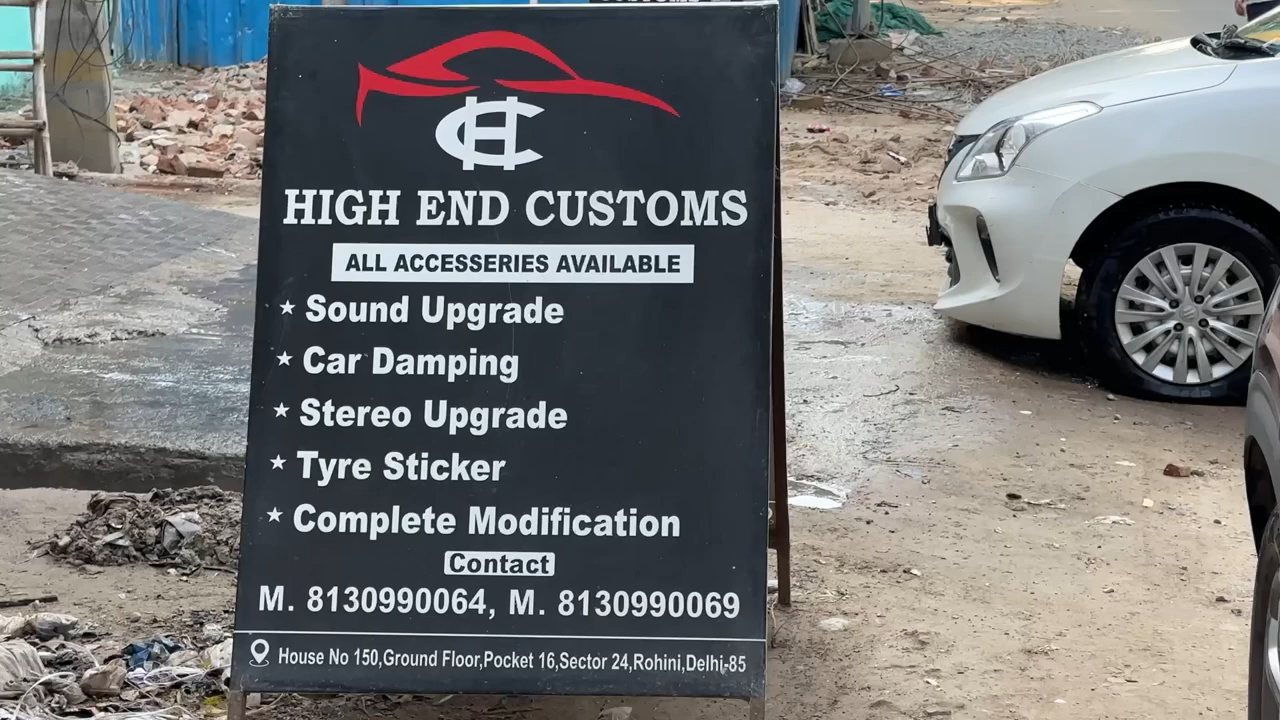 HIGH END CUSTOMS
ALL ACCESSERIES AVAILABLE
★ Sound Upgrade
★ Car Damping
★ Stereo Upgrade
★ Tyre Sticker
★ Complete Modification
Contact
M. 8130990064, M. 8130990069
House No 150,Ground Floor,Pocket 16,Sector 24,Rohini,Delhi-85